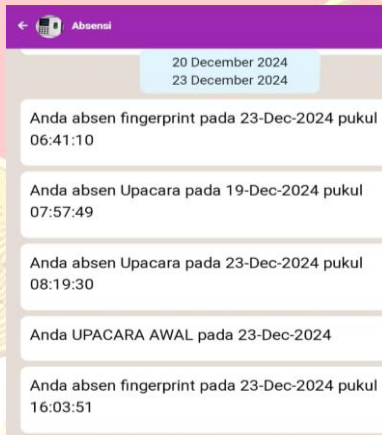 Absensi
20 December 2024
23 December 2024
Anda absen fingerprint pada 23-Dec-2024 pukul
06:41:10
Anda absen Upacara pada 19-Dec-2024 pukul
07:57:49
Anda absen Upacara pada 23-Dec-2024 pukul
08:19:30
Anda UPACARA AWAL pada 23-Dec-2024
Anda absen fingerprint pada 23-Dec-2024 pukul
16:03:51